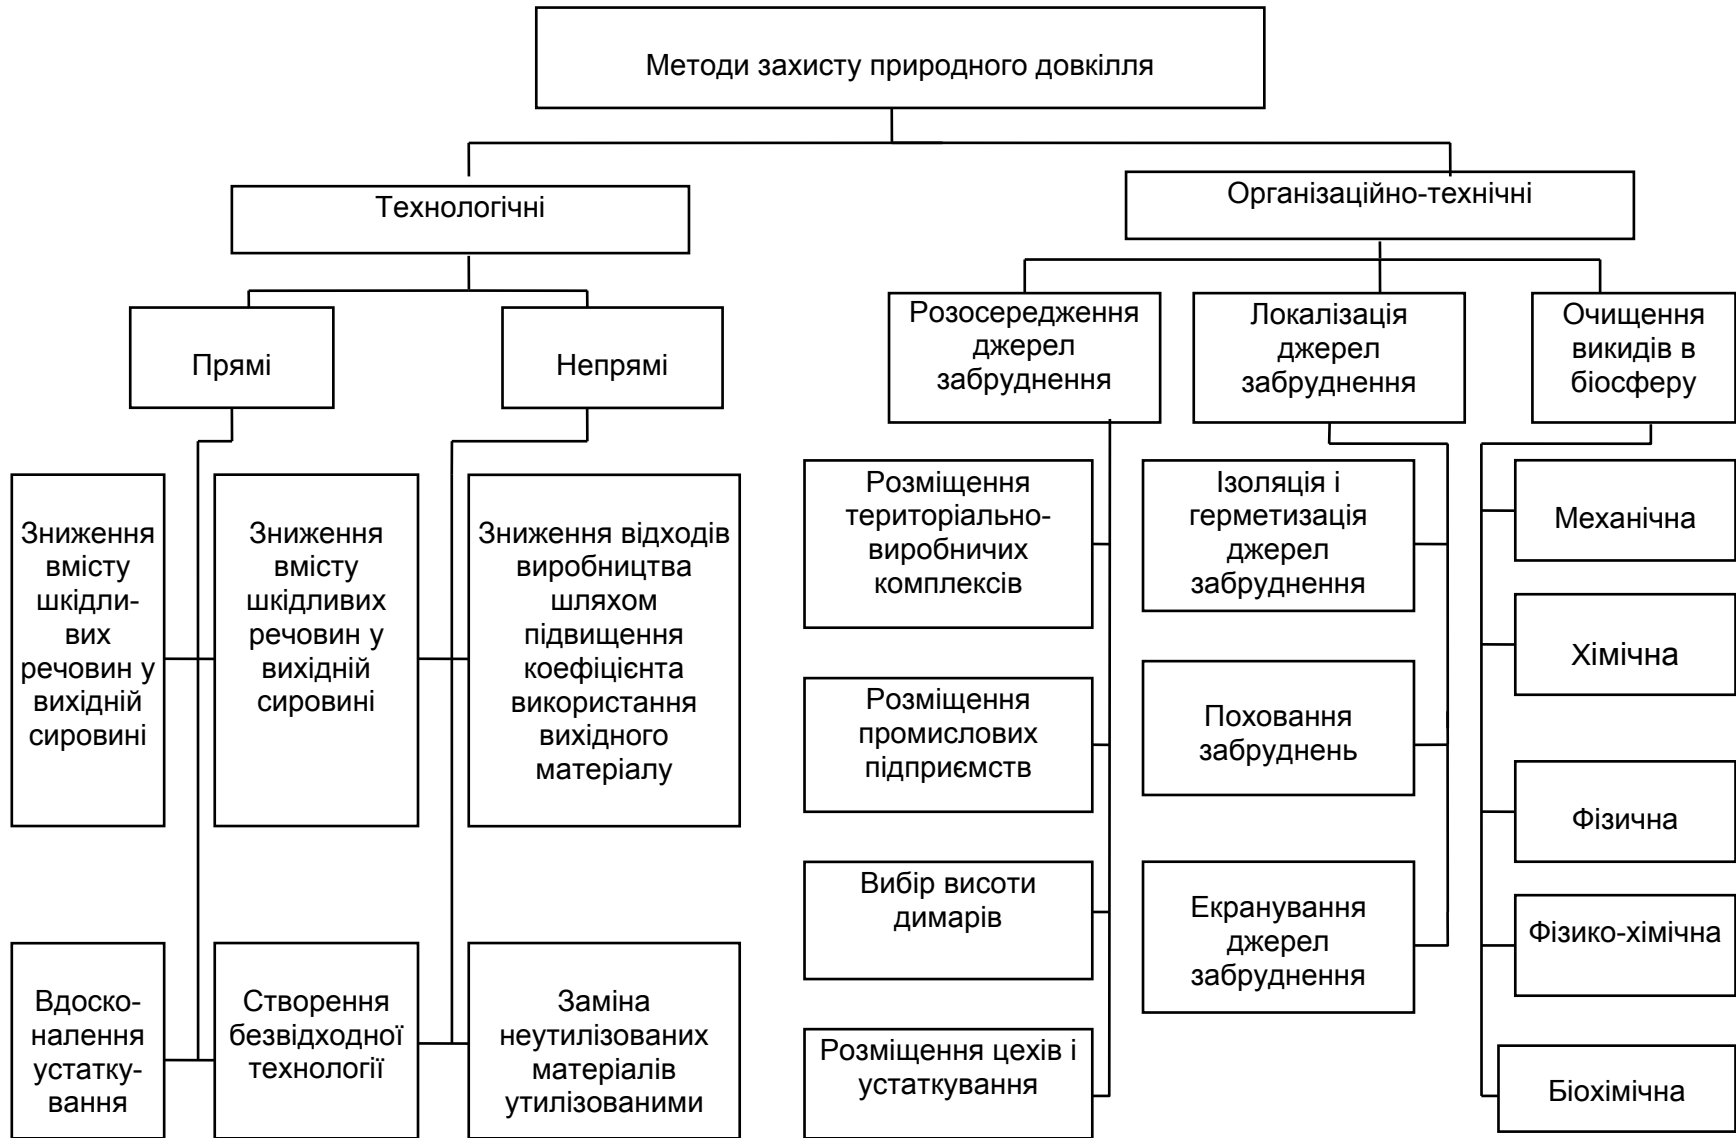 Методи захисту природного довкілля
Технологічні
Організаційно-технічні
Прямі
Непрямі
Розосередження
джерел
забруднення
Локалізація
джерел
забруднення
Очищення
викидів в
біосферу
Зниження
вмісту
шкідли-
вих
речовин у
вихідній
сировині
Зниження
вмісту
шкідливих
речовин у
вихідній
сировині
Зниження відходів
виробництва
шляхом
підвищення
коефіцієнта
використання
вихідного
матеріалу
Вдоско-
налення
устатку-
вання
Створення
безвідходної
технології
Заміна
неутилізованих
матеріалів
утилізованими
Розміщення
територіально-
виробничих
комплексів
Розміщення
промислових
підприємств
Вибір висоти
димарів
Розміщення цехів і
устаткування
Ізоляція і
герметизація
джерел
забруднення
Поховання
забруднень
Екранування
джерел
забруднення
Механічна
Хімічна
Фізична
Фізико-хімічна
Біохімічна